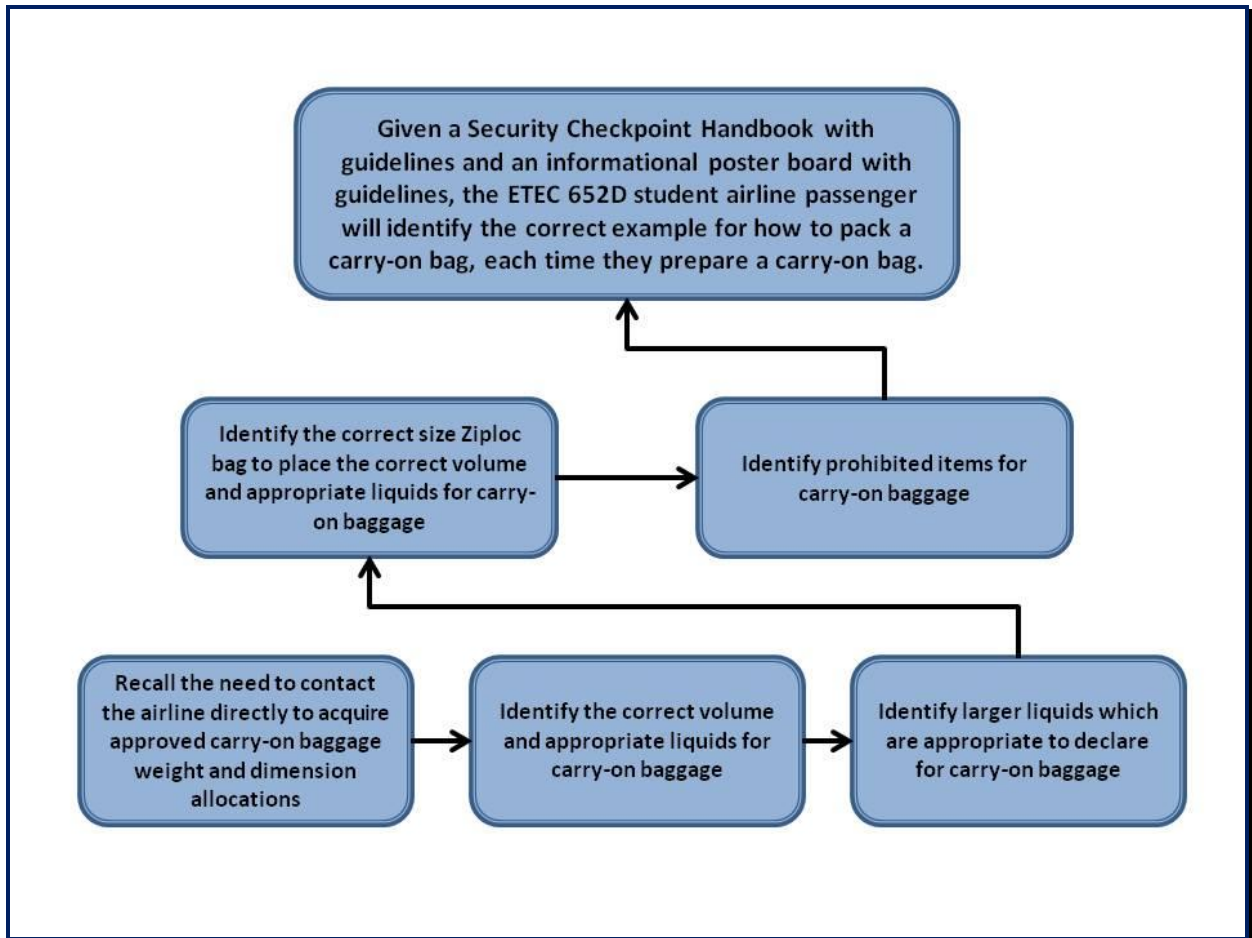 Given a Security Checkpoint Handbook with
guidelines and an informational poster board with
guidelines, the ETEC 652D student airline passenger
will identify the correct example for how to pack a
carry-on bag, each time they prepare a carry-on bag.
Identify the correct size Ziploc
bag to place the correct volume
and appropriate liquids for carry-
on baggage
Identify prohibited items for
carry-on baggage
Recall the need to contact
the airline directly to acquire
approved carry-on baggage
weight and dimension
allocations
Identify the correct volume
and appropriate liquids for
carry-on baggage
Identify larger liquids which
are appropriate to declare
for carry-on baggage